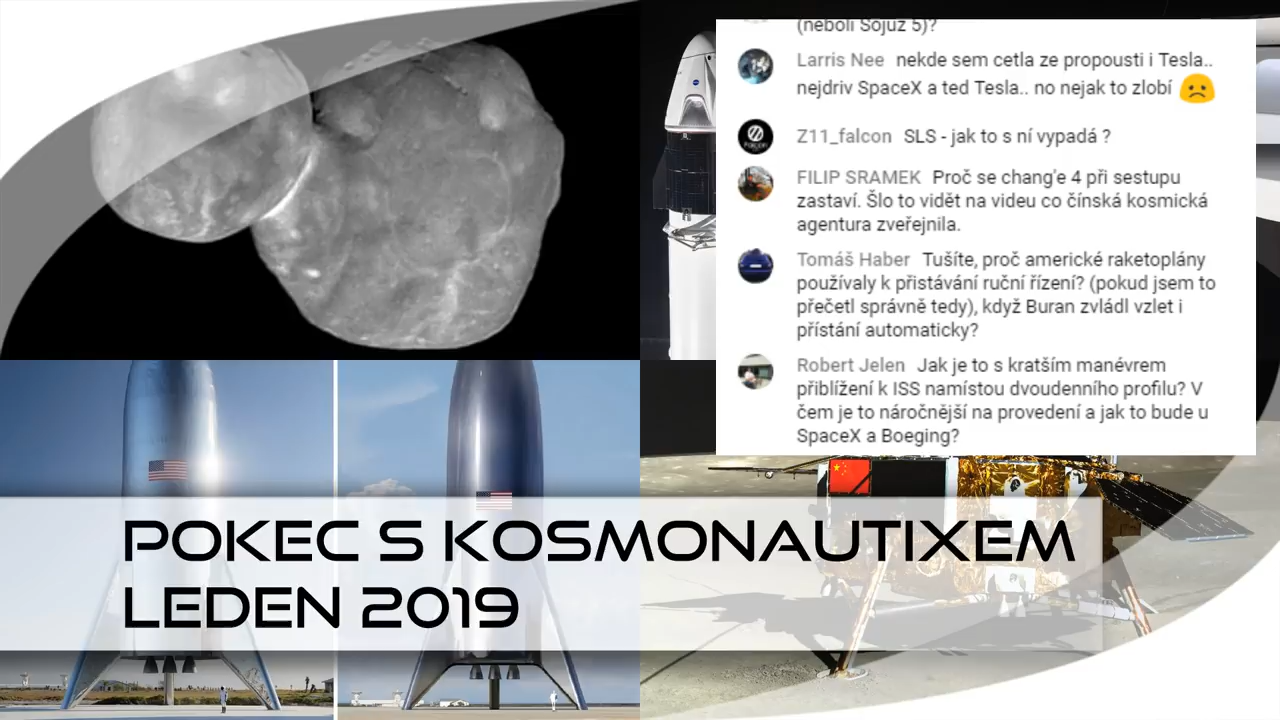 (neboli Sojuz 5)?
Larris Nee nekde sem cetla ze propousti i Tesla..
nejdriv SpaceX a ted Tesla.. no nejak to zlobí
Z11_falcon SLS - jak to s ní vypadá ?
FILIP SRAMEK Proč se chang'e 4 při sestupu
zastaví. Šlo to vidět na videu co čínská kosmická
agentura zveřejnila.
Tomáš Haber Tušíte, proč americké raketoplány
používaly k přistávání ruční řízení? (pokud jsem to
přečetl správně tedy), když Buran zvládl vzlet i
přístání automaticky?
Robert Jelen Jak je to s kratším manévrem
přiblížení k ISS namístou dvoudenního profilu? V
čem je to náročnější na provedení a jak to bude u
SpaceX a Boeging?
POKEC S KOSMONAUTIXEM
LEDEN 2019